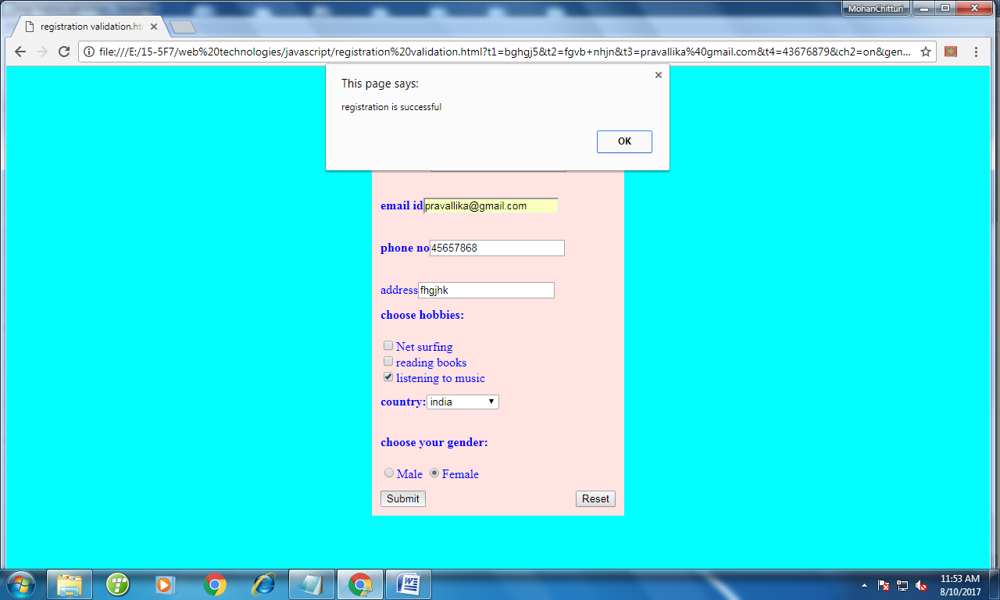 MohanChitturi
registration validation.htm
file:///E:/15-5F7/web%20technologies/javascript/registration%20validation.html?t1=bghgj5&t2=fgvb+nhjn&t3=pravallika%40gmail.com&t4=43676879&ch2=on&gen...
This page says:
registration is successful
OK
email id pravallika@gmail.com
phone no 45657868
address fhgjhk
choose hobbies:
Net surfing
reading books
listening to music
country: india
choose your gender:
Male Female
Submit Reset
11:53 AM
8/10/2017